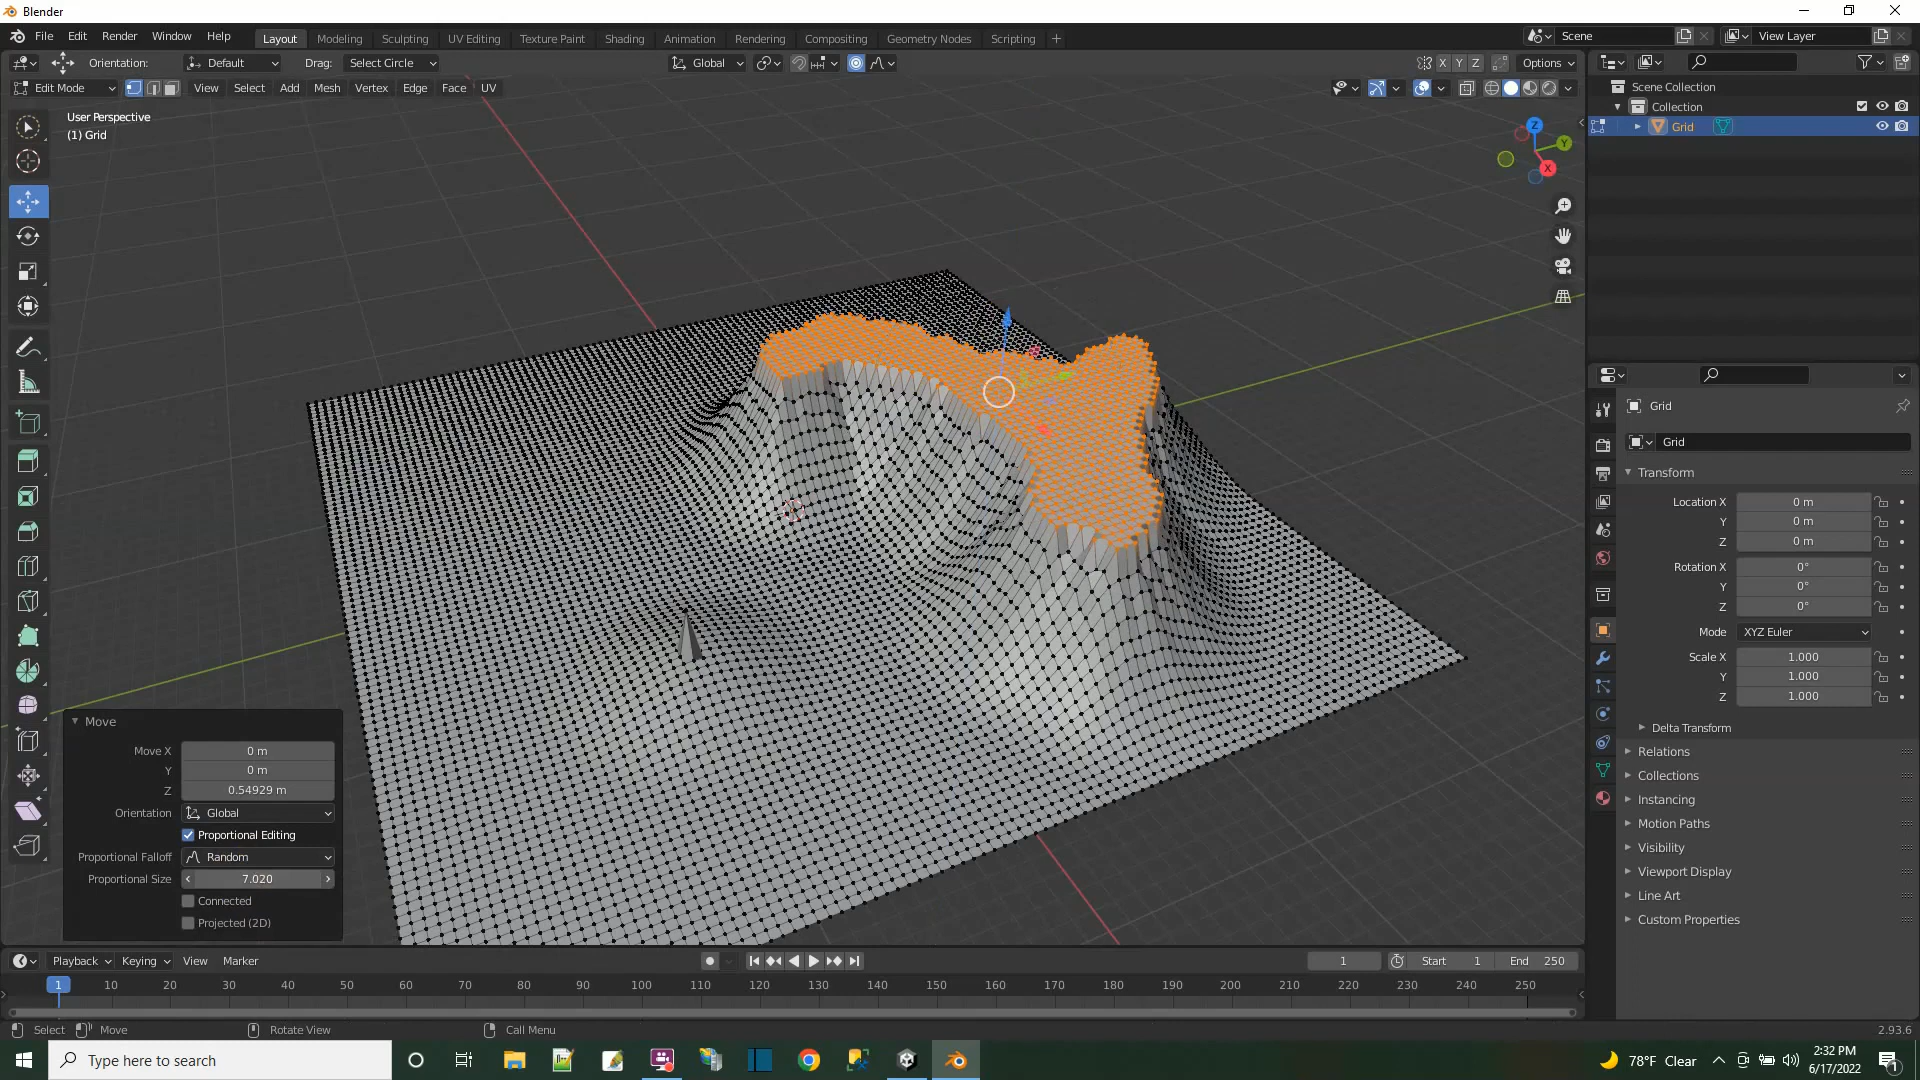 Blender
File Edit Render Window Help
Layout Modeling Sculpting UV Editing Texture Paint Shading Animation Rendering Compositing Geometry Nodes Scripting +
Scene
View Layer
Orientation: Default Drag: Select Circle
Global
X Y Z
Options
Edit Mode View Select Add Mesh Vertex Edge Face UV
User Perspective
(1) Grid
Z
Y
X
Scene Collection
Collection
Grid
Grid
Grid
Transform
Location X 0 m
Y 0 m
Z 0 m
Rotation X 0°
Y 0°
Z 0°
Mode XYZ Euler
Scale X 1.000
Y 1.000
Z 1.000
Delta Transform
Relations
Collections
Instancing
Motion Paths
Visibility
Viewport Display
Line Art
Custom Properties
Move
Move X 0 m
Y 0 m
Z 0.54929 m
Orientation Global
Proportional Editing
Proportional Falloff Random
Proportional Size 7.020
Connected
Projected (2D)
Playback Keying View Marker
1 Start 1 End 250
1 10 20 30 40 50 60 70 80 90 100 110 120 130 140 150 160 170 180 190 200 210 220 230 240 250
Select Move Rotate View Call Menu
2.93.6
Type here to search
78°F Clear
2:32 PM
6/17/2022
1